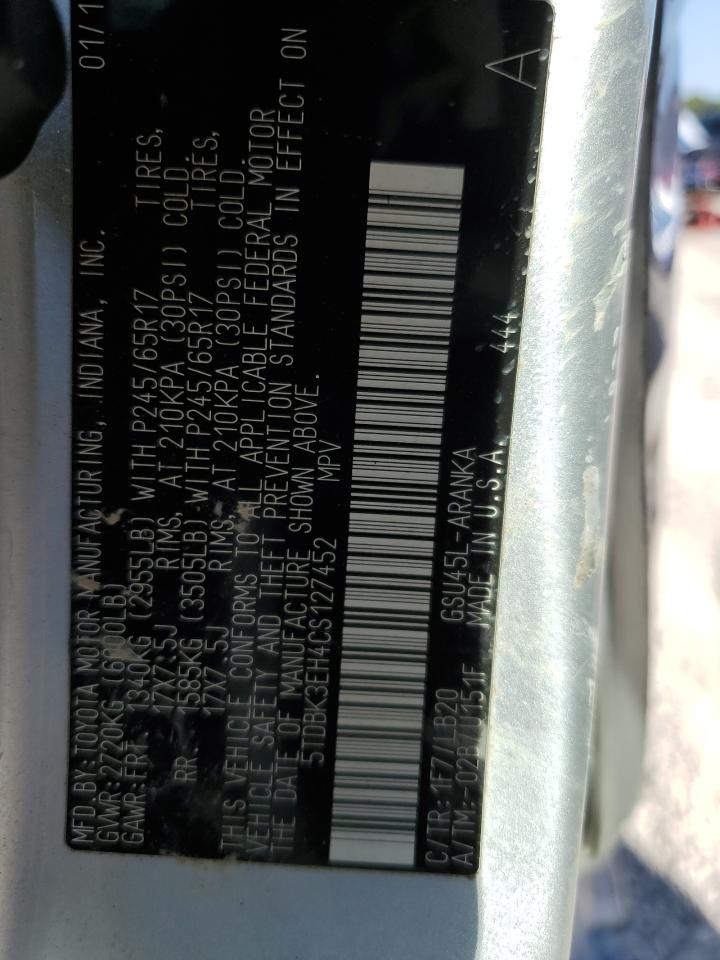 MFD.BY:TOYOTA MOTOR MANUFACTURING, INDIANA, INC. 01/1
GVWR:2720KG(6000LB)
GAWR:FRT 1340KG (2955LB) WITH P245/65R17 TIRES,
17X7.5J RIMS, AT 210KPA (30PSI) COLD
RR 1585KG (3505LB) WITH P245/65R17 TIRES,
17X7.5J RIMS, AT 210KPA (30PSI) COLD.
THIS VEHICLE CONFORMS TO ALL APPLICABLE FEDERAL MOTOR
VEHICLE SAFETY AND THEFT PREVENTION STANDARDS IN EFFECT ON
THE DATE OF MANUFACTURE SHOWN ABOVE.
5TDBK3EH4CS127452 MPV
C/TR:1F7/LB20 GSU45L-ARANKA A
MADE IN U.S.A. 444